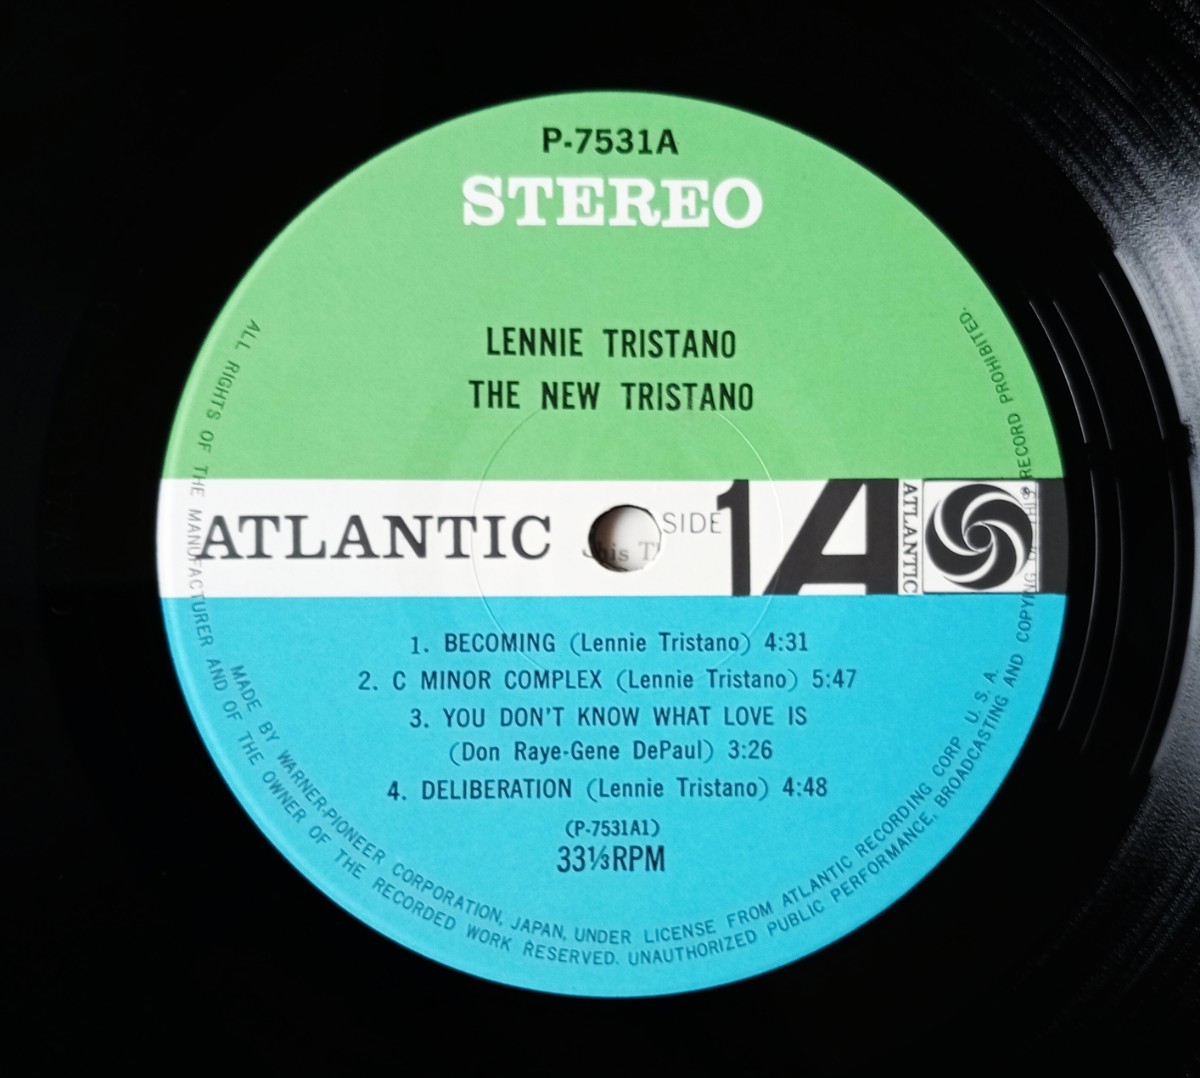 P-7531A
STEREO
LENNIE TRISTANO
THE NEW TRISTANO
ATLANTIC
SIDE 1
ATLANTIC
1. BECOMING (Lennie Tristano) 4:31
2. C MINOR COMPLEX (Lennie Tristano) 5:47
3. YOU DON'T KNOW WHAT LOVE IS
(Don Raye-Gene DePaul) 3:26
4. DELIBERATION (Lennie Tristano) 4:48
(P-7531A1)
33⅓RPM
MADE BY WARNER-PIONEER CORPORATION, JAPAN, UNDER LICENSE FROM ATLANTIC RECORDING CORP U. S. A.
ALL RIGHTS OF THE MANUFACTURER AND OF THE OWNER OF THE RECORDED WORK RESERVED. UNAUTHORIZED PUBLIC PERFORMANCE, BROADCASTING AND COPYING OF THIS RECORD PROHIBITED.